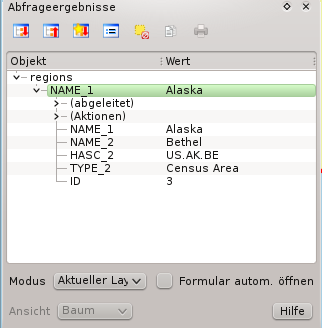 Abfrageergebnisse
Objekt Wert
regions
NAME_1 Alaska
(abgeleitet)
(Aktionen)
NAME_1 Alaska
NAME_2 Bethel
HASC_2 US.AK.BE
TYPE_2 Census Area
ID 3
Modus Aktueller Lay Formular autom. öffnen
Ansicht Baum Hilfe